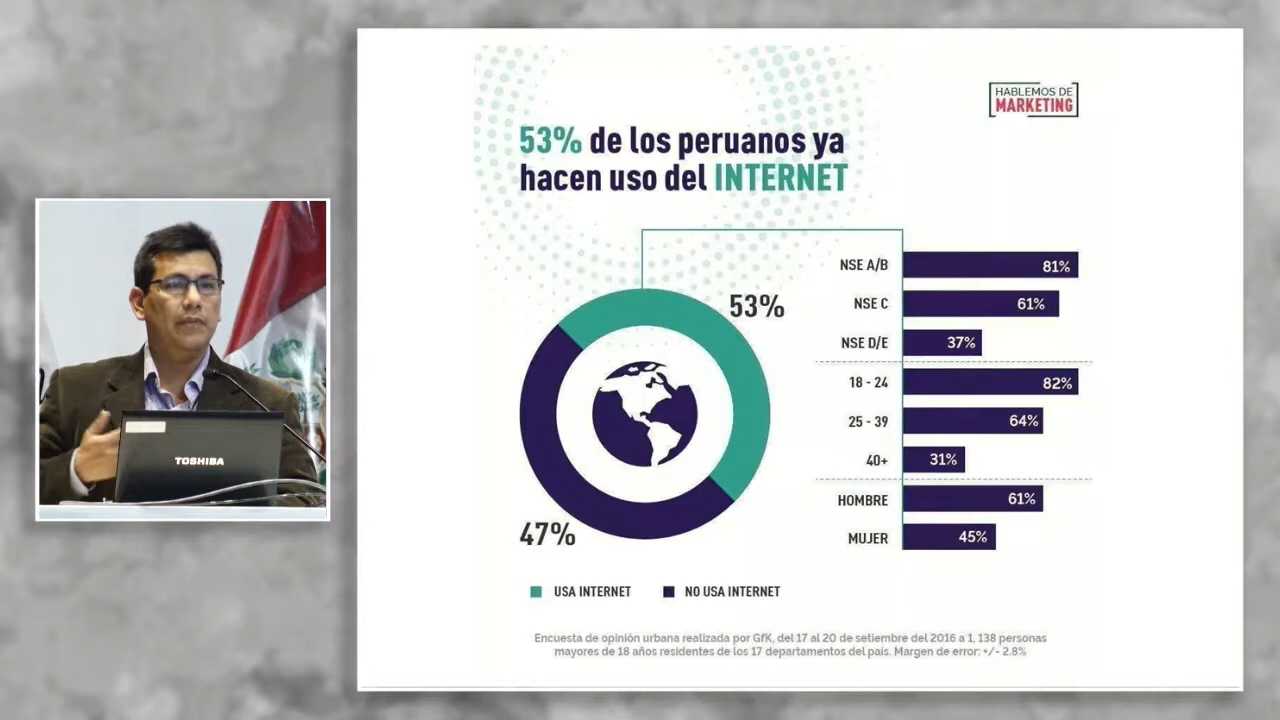 HABLEMOS DE
MARKETING
53% de los peruanos ya
hacen uso del INTERNET
53%
47%
NSE A/B 81%
NSE C 61%
NSE D/E 37%
18 - 24 82%
25 - 39 64%
40+ 31%
HOMBRE 61%
MUJER 45%
USA INTERNET NO USA INTERNET
Encuesta de opinión urbana realizada por GfK, del 17 al 20 de setiembre del 2016 a 1, 138 personas
mayores de 18 años residentes de los 17 departamentos del país. Margen de error: +/- 2.8%
TOSHIBA